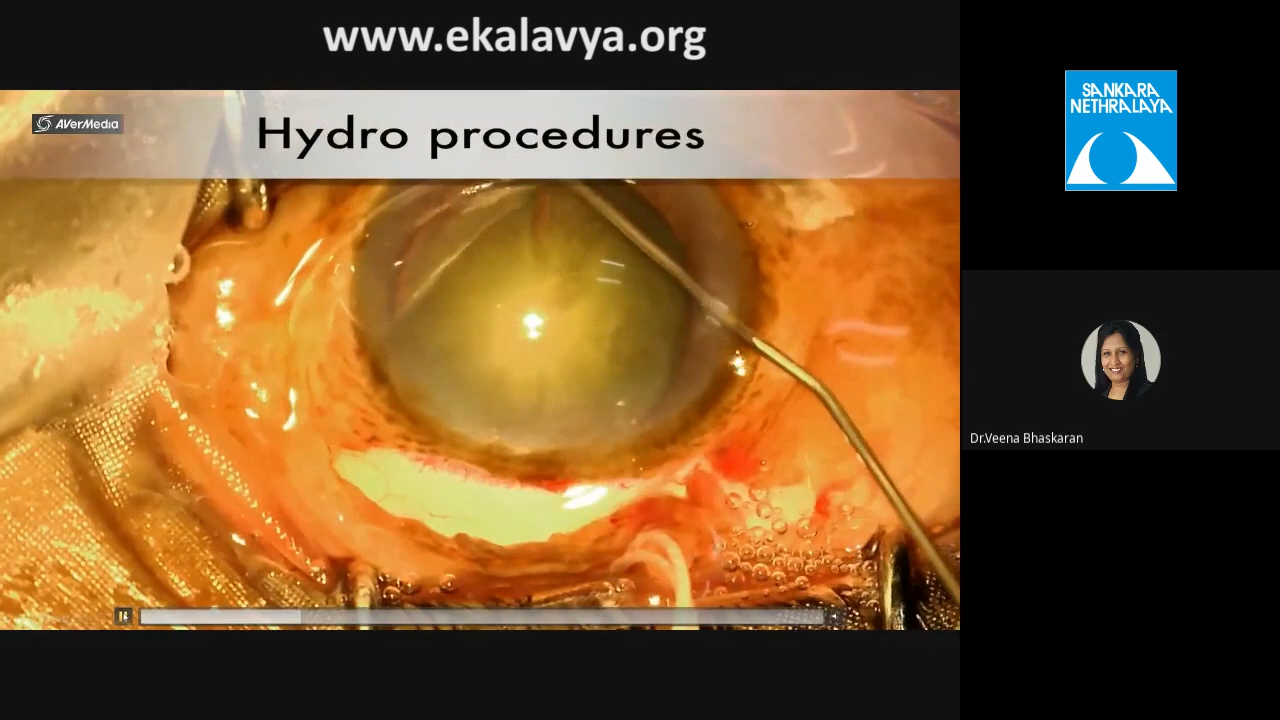 www.ekalavya.org
AVerMedia
Hydro procedures
SANKARA
NETHRALAYA
Dr.Veena Bhaskaran